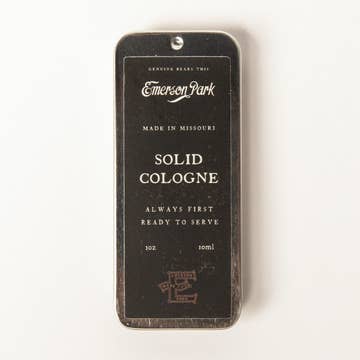 GENUINE BEARS THIS
Emerson Park
MADE IN MISSOURI
SOLID
COLOGNE
ALWAYS FIRST
READY TO SERVE
1oz 10ml
E